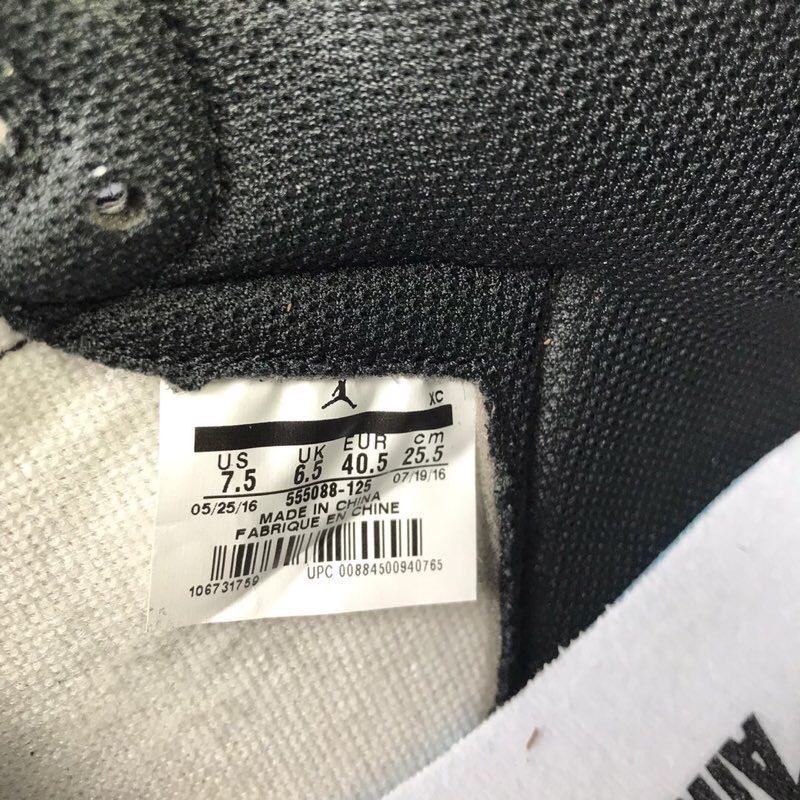 XC
US UK EUR cm
7.5 6.5 40.5 25.5
05/25/16 555088-125 07/19/16
MADE IN CHINA
FABRIQUE EN CHINE
106731759 UPC 00884500940765
AIR